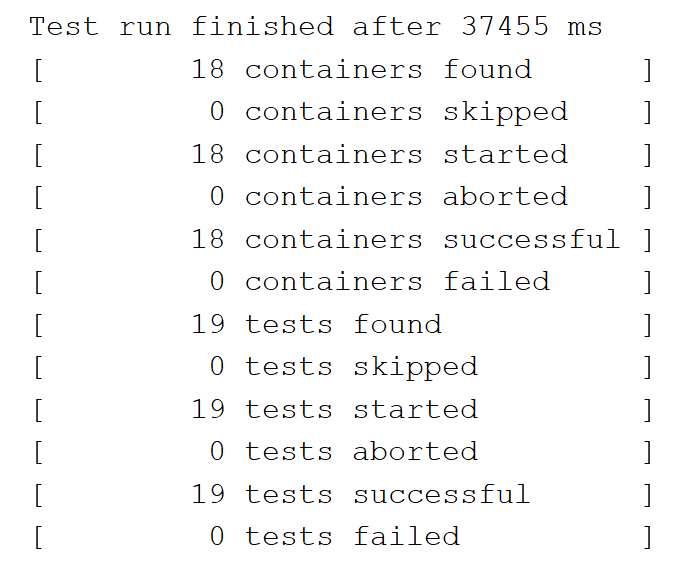 Test run finished after 37455 ms
[        18 containers found      ]
[         0 containers skipped    ]
[        18 containers started    ]
[         0 containers aborted    ]
[        18 containers successful ]
[         0 containers failed     ]
[        19 tests found           ]
[         0 tests skipped         ]
[        19 tests started         ]
[         0 tests aborted         ]
[        19 tests successful      ]
[         0 tests failed          ]